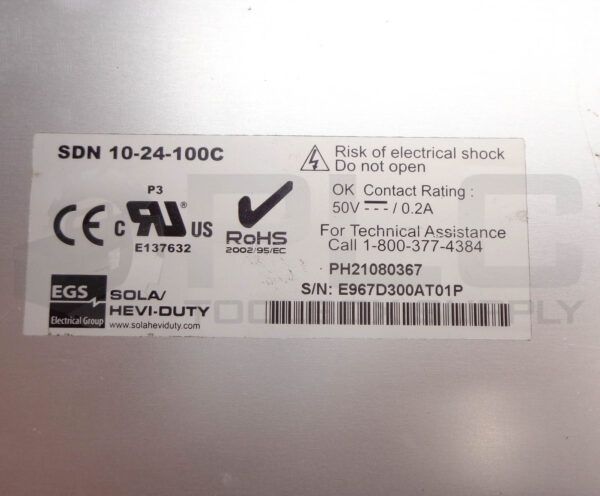 SDN 10-24-100C
Risk of electrical shock
Do not open
P3
CE c UR US
E137632
RoHS
2002/95/EC
OK Contact Rating :
50V --- / 0.2A
For Technical Assistance
Call 1-800-377-4384
PH21080367
S/N: E967D300AT01P
EGS
Electrical Group
SOLA/
HEVI-DUTY
www.solaheviduty.com
PLC